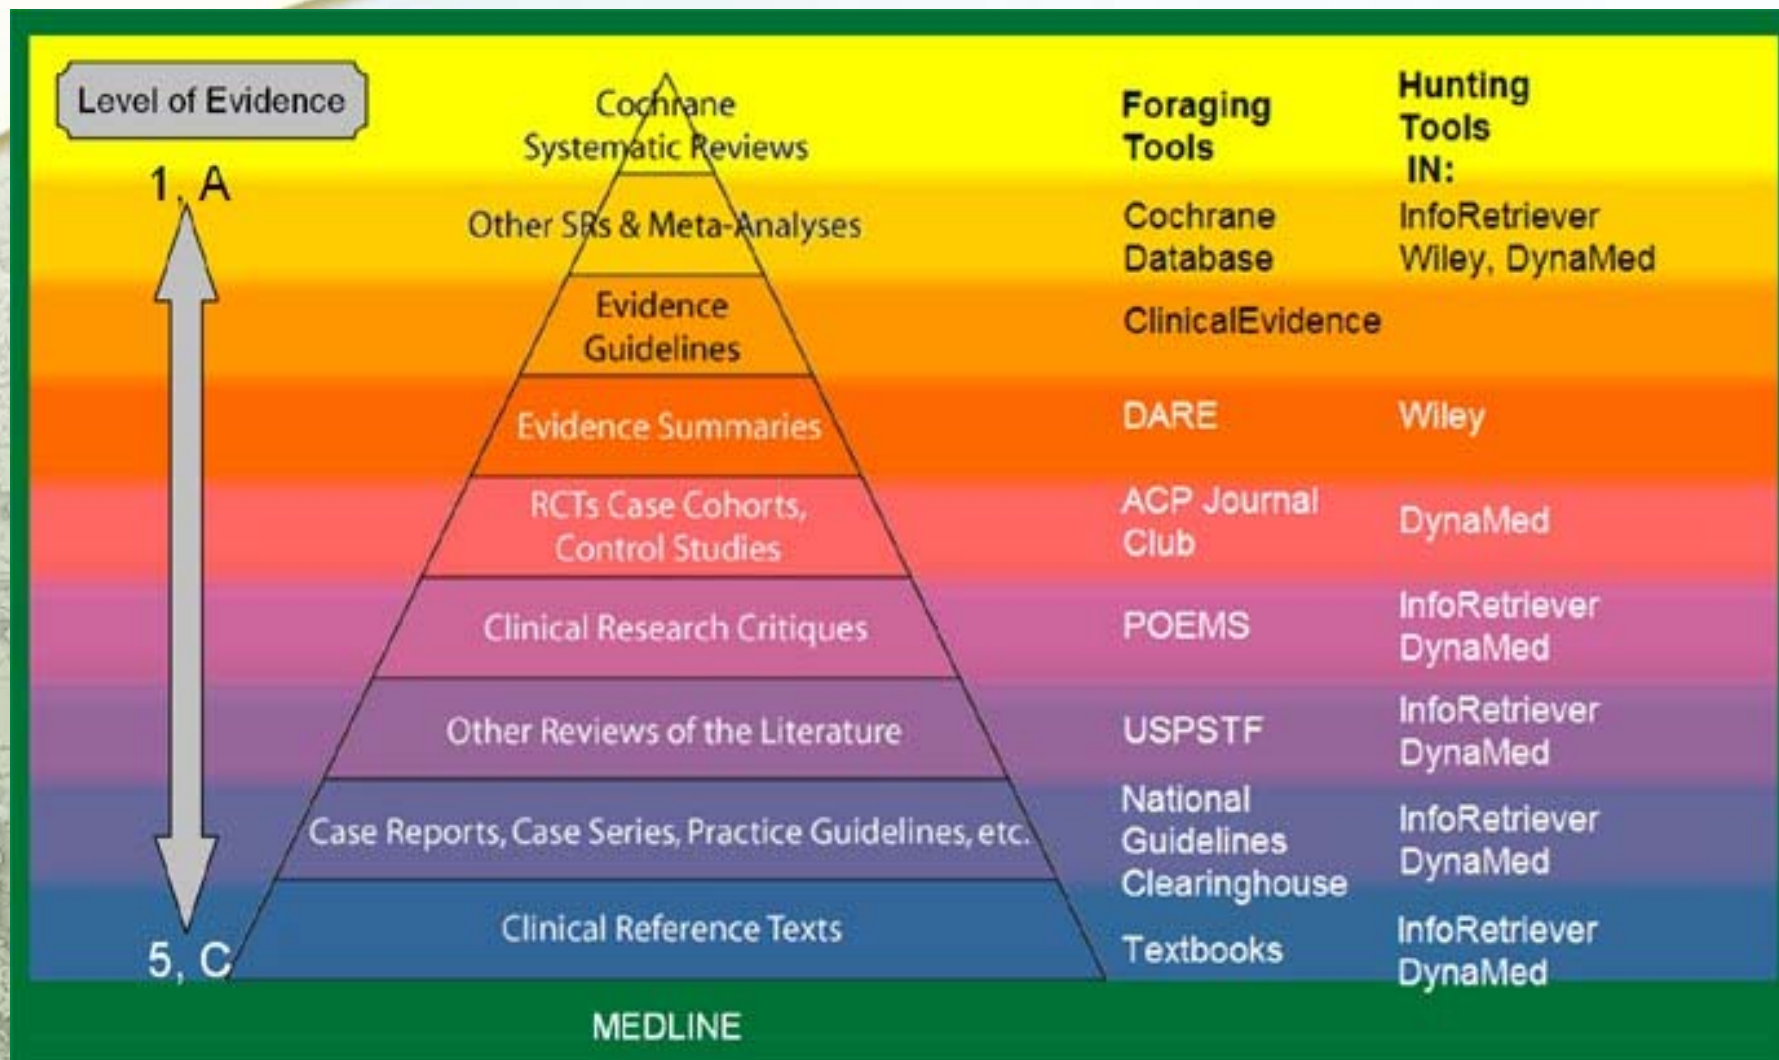 Level of Evidence
1, A
5, C
Cochrane
Systematic Reviews
Other SRs & Meta-Analyses
Evidence
Guidelines
Evidence Summaries
RCTs Case Cohorts,
Control Studies
Clinical Research Critiques
Other Reviews of the Literature
Case Reports, Case Series, Practice Guidelines, etc.
Clinical Reference Texts
MEDLINE
Foraging
Tools
Cochrane
Database
ClinicalEvidence
DARE
ACP Journal
Club
POEMS
USPSTF
National
Guidelines
Clearinghouse
Textbooks
Hunting
Tools
IN:
InfoRetriever
Wiley, DynaMed
Wiley
DynaMed
InfoRetriever
DynaMed
InfoRetriever
DynaMed
InfoRetriever
DynaMed
InfoRetriever
DynaMed